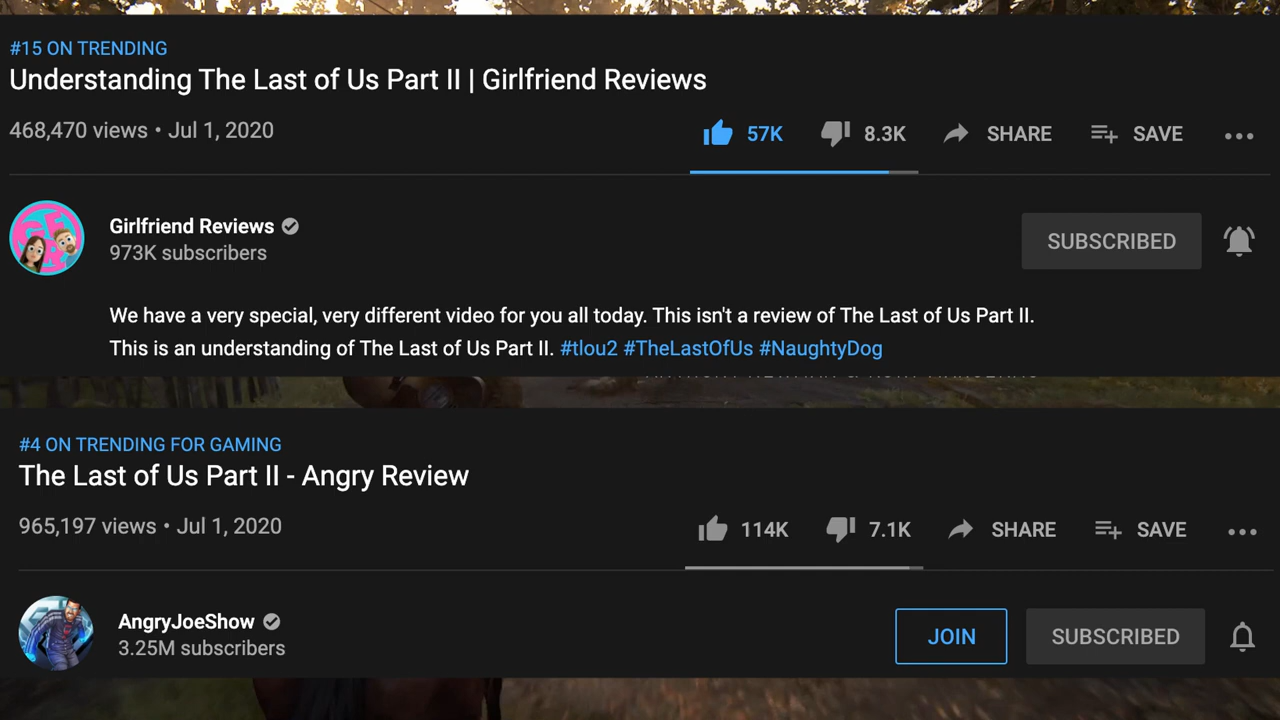 #15 ON TRENDING
Understanding The Last of Us Part II | Girlfriend Reviews
468,470 views • Jul 1, 2020
57K 8.3K SHARE SAVE
Girlfriend Reviews
973K subscribers
SUBSCRIBED
We have a very special, very different video for you all today. This isn't a review of The Last of Us Part II.
This is an understanding of The Last of Us Part II. #tlou2 #TheLastOfUs #NaughtyDog
#4 ON TRENDING FOR GAMING
The Last of Us Part II - Angry Review
965,197 views • Jul 1, 2020
114K 7.1K SHARE SAVE
AngryJoeShow
3.25M subscribers
JOIN SUBSCRIBED